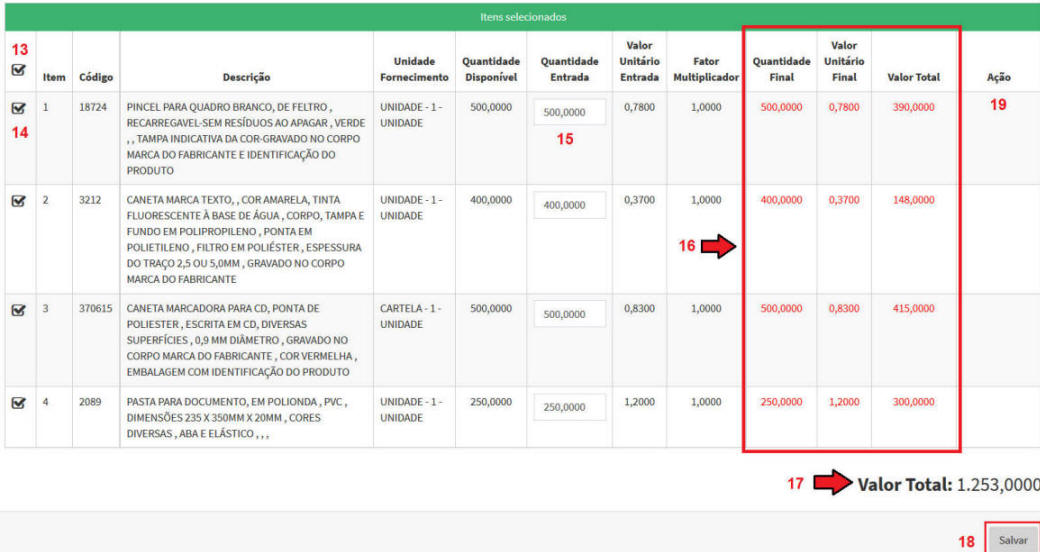 Itens selecionados
13
Item Código Descrição Unidade Fornecimento Quantidade Disponível Quantidade Entrada Valor Unitário Entrada Fator Multiplicador Quantidade Final Valor Unitário Final Valor Total Ação
1 18724 PINCEL PARA QUADRO BRANCO, DE FELTRO , UNIDADE - 1 - 500,0000 500,0000 0,7800 1,0000 500,0000 0,7800 390,0000 19
14 RECARREGAVEL-SEM RESÍDUOS AO APAGAR , VERDE UNIDADE
, , TAMPA INDICATIVA DA COR-GRAVADO NO CORPO 15
MARCA DO FABRICANTE E IDENTIFICAÇÃO DO
PRODUTO
2 3212 CANETA MARCA TEXTO, , COR AMARELA, TINTA UNIDADE - 1 - 400,0000 400,0000 0,3700 1,0000 400,0000 0,3700 148,0000
FLUORESCENTE À BASE DE ÁGUA , CORPO, TAMPA E UNIDADE
FUNDO EM POLIPROPILENO , PONTA EM
POLIETILENO , FILTRO EM POLIÉSTER , ESPESSURA 16
DO TRAÇO 2,5 OU 5,0MM , GRAVADO NO CORPO
MARCA DO FABRICANTE
3 370615 CANETA MARCADORA PARA CD, PONTA DE CARTELA - 1 - 500,0000 500,0000 0,8300 1,0000 500,0000 0,8300 415,0000
POLIESTER , ESCRITA EM CD, DIVERSAS UNIDADE
SUPERFÍCIES , 0,9 MM DIÂMETRO , GRAVADO NO
CORPO MARCA DO FABRICANTE , COR VERMELHA ,
EMBALAGEM COM IDENTIFICAÇÃO DO PRODUTO
4 2089 PASTA PARA DOCUMENTO, EM POLIONDA , PVC , UNIDADE - 1 - 250,0000 250,0000 1,2000 1,0000 250,0000 1,2000 300,0000
DIMENSÕES 235 X 350MM X 20MM , CORES UNIDADE
DIVERSAS , ABA E ELÁSTICO , , ,
17 Valor Total: 1.253,0000
18 Salvar